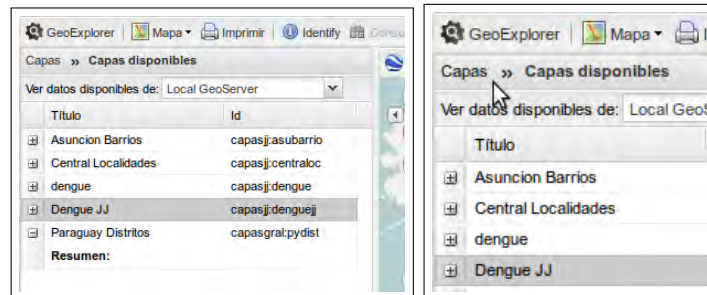 GeoExplorer Mapa Imprimir Identify
Capas » Capas disponibles
Ver datos disponibles de: Local GeoServer
Título Id
Asuncion Barrios capasjj:asubarrio
Central Localidades capasjj:centraloc
dengue capasjj:dengue
Dengue JJ capasjj:denguejj
Paraguay Distritos capasgral:pydist
Resumen:
GeoExplorer Mapa
Capas » Capas disponibles
Ver datos disponibles de: Local GeoS
Título
Asuncion Barrios
Central Localidades
dengue
Dengue JJ